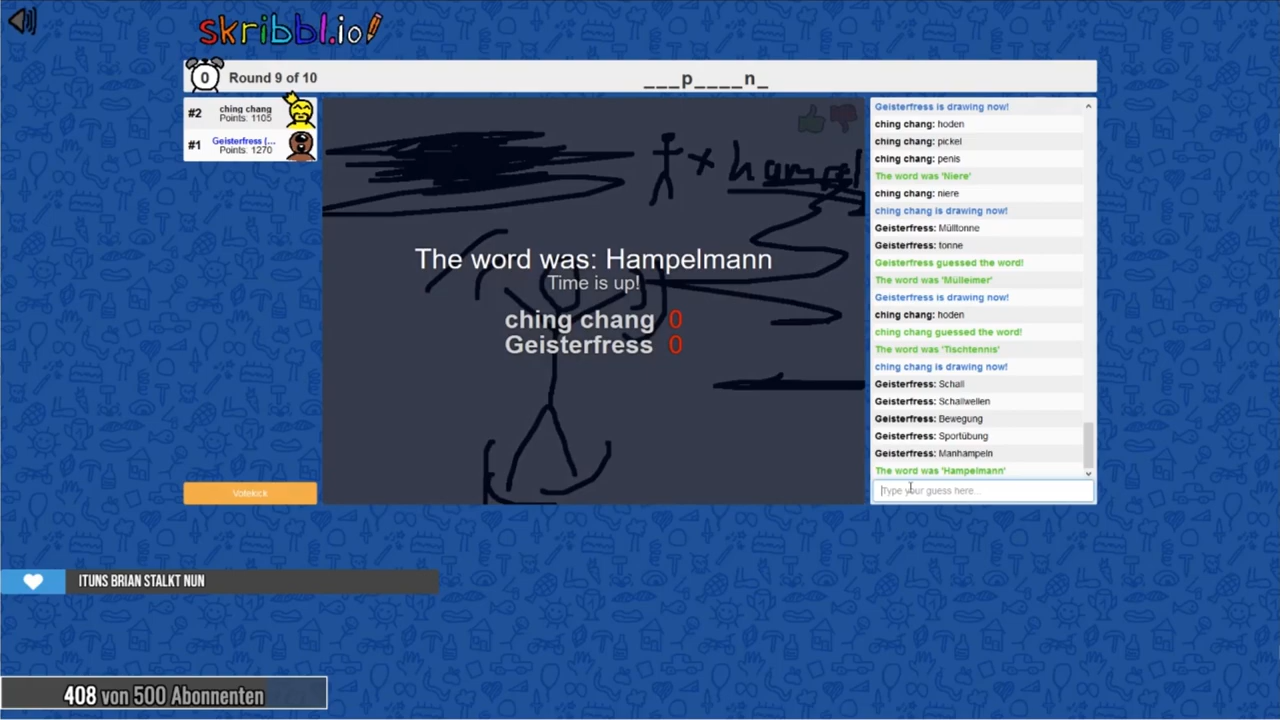 skribbl.io!
0
Round 9 of 10
___p____n_
#2
ching chang
Points: 1105
#1
Geisterfress (...
Points: 1270
hampel
The word was: Hampelmann
Time is up!
ching chang 0
Geisterfress 0
Votekick
Geisterfress is drawing now!
ching chang: hoden
ching chang: pickel
ching chang: penis
The word was 'Niere'
ching chang: niere
ching chang is drawing now!
Geisterfress: Mülltonne
Geisterfress: tonne
Geisterfress guessed the word!
The word was 'Mülleimer'
Geisterfress is drawing now!
ching chang: hoden
ching chang guessed the word!
The word was 'Tischtennis'
ching chang is drawing now!
Geisterfress: Schall
Geisterfress: Schallwellen
Geisterfress: Bewegung
Geisterfress: Sportübung
Geisterfress: Manhampeln
The word was 'Hampelmann'
Type your guess here...
ITUNS BRIAN STALKT NUN
408 von 500 Abonnenten